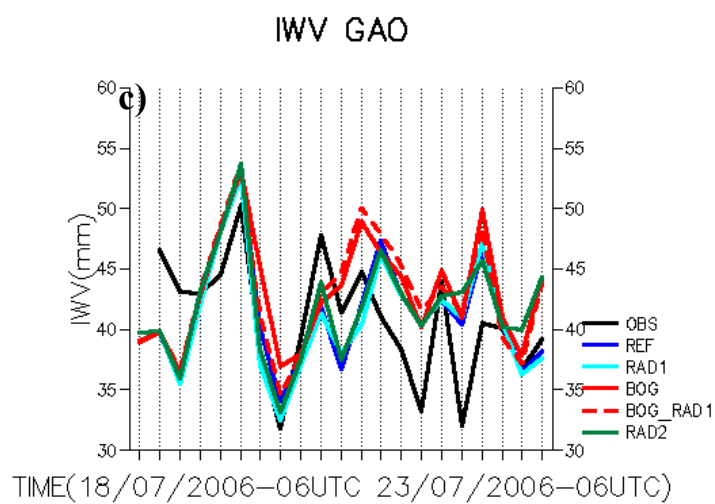 IWV GAO
c)
60 60
55 55
50 50
45 45
40 40
35 35
30 30
IWV(mm)
OBS
REF
RAD1
BOG
BOG_RAD1
RAD2
TIME(18/07/2006-06UTC 23/07/2006-06UTC)